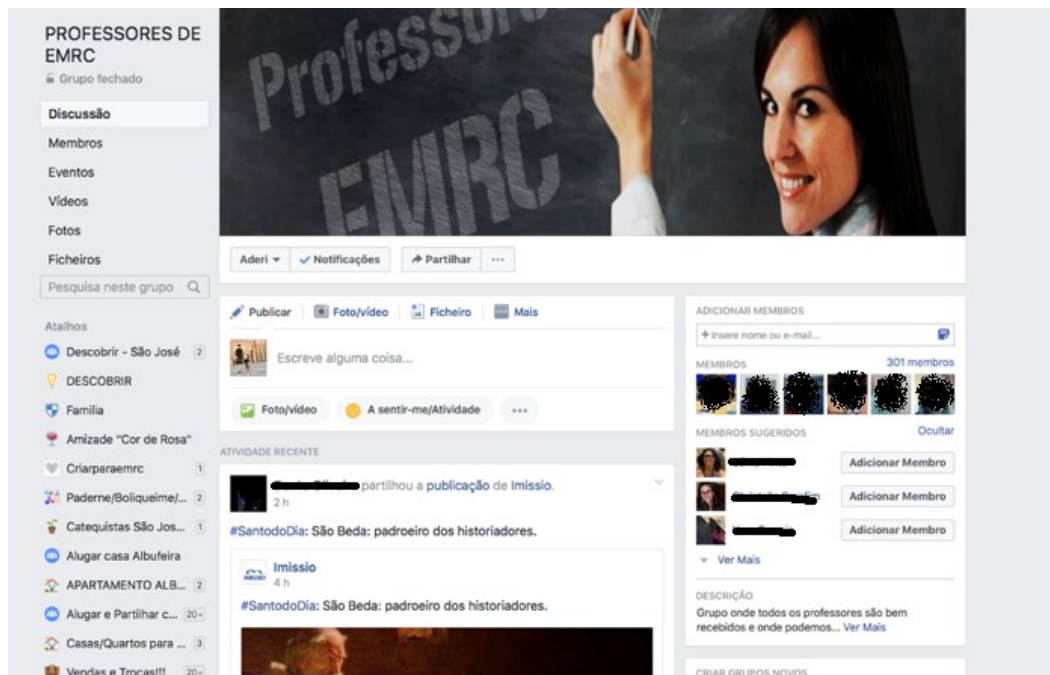 PROFESSORES DE
EMRC
Grupo fechado
Discussão
Membros
Eventos
Vídeos
Fotos
Ficheiros
Pesquisa neste grupo
Atalhos
Descobrir - São José 2
DESCOBRIR
Familia
Amizade "Cor de Rosa"
Criarparaemrc 1
Paderne/Boliqueime/... 2
Catequistas São Jos... 1
Alugar casa Albufeira
APARTAMENTO ALB... 2
Alugar e Partilhar c... 20+
Casas/Quartos para ... 3
Vendas e Trocas!!! 20+
Professores
EMRC
Aderi Notificações Partilhar ...
Publicar Foto/vídeo Ficheiro Mais
Escreve alguma coisa...
Foto/vídeo A sentir-me/Atividade ...
ATIVIDADE RECENTE
partilhou a publicação de Imissio.
2 h
#SantodoDia: São Beda: padroeiro dos historiadores.
Imissio
4 h
#SantodoDia: São Beda: padroeiro dos historiadores.
ADICIONAR MEMBROS
+ Insere nome ou e-mail...
MEMBROS 301 membros
MEMBROS SUGERIDOS Ocultar
Adicionar Membro
Adicionar Membro
Adicionar Membro
Ver Mais
DESCRIÇÃO
Grupo onde todos os professores são bem
recebidos e onde podemos... Ver Mais
CRIAR GRUPOS NOVOS